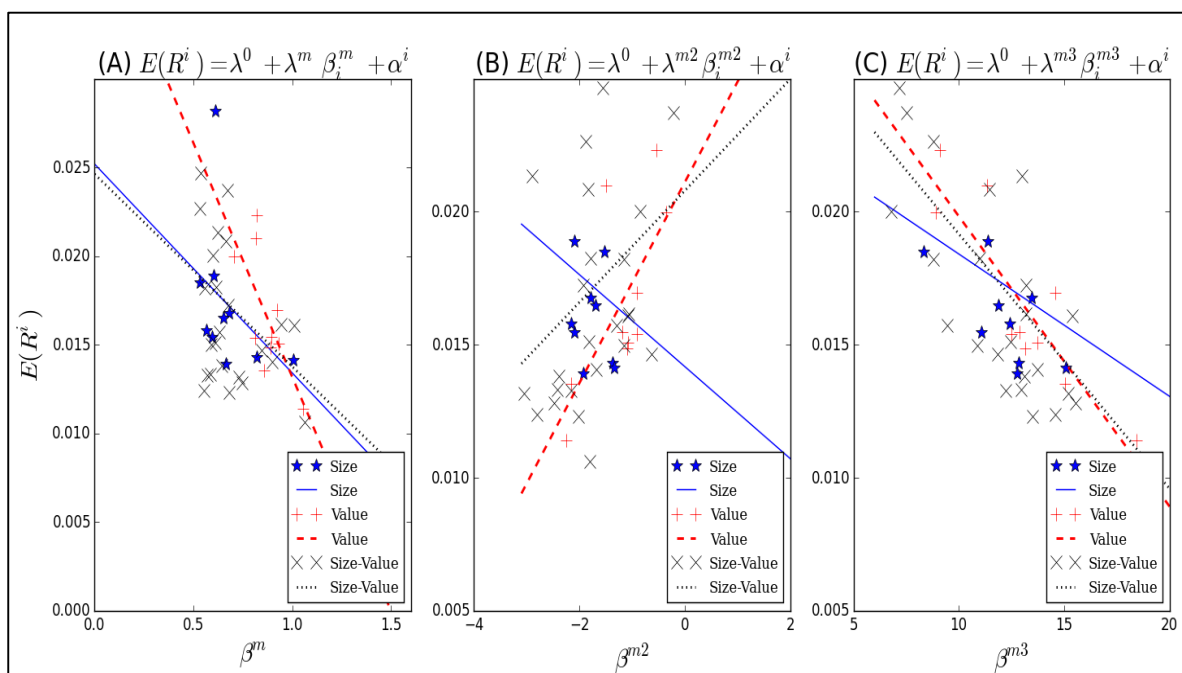 (A) E(R^i) = λ^0 + λ^m β_i^m + α^i
(B) E(R^i) = λ^0 + λ^{m2} β_i^{m2} + α^i
(C) E(R^i) = λ^0 + λ^{m3} β_i^{m3} + α^i
E(R^i)
0.025
0.020
0.015
0.010
0.005
0.000
0.0 0.5 1.0 1.5
β^m
Size
Size
Value
Value
Size-Value
Size-Value
0.020
0.015
0.010
0.005
−4 −2 0 2
β^{m2}
Size
Size
Value
Value
Size-Value
Size-Value
0.020
0.015
0.010
0.005
5 10 15 20
β^{m3}
Size
Size
Value
Value
Size-Value
Size-Value